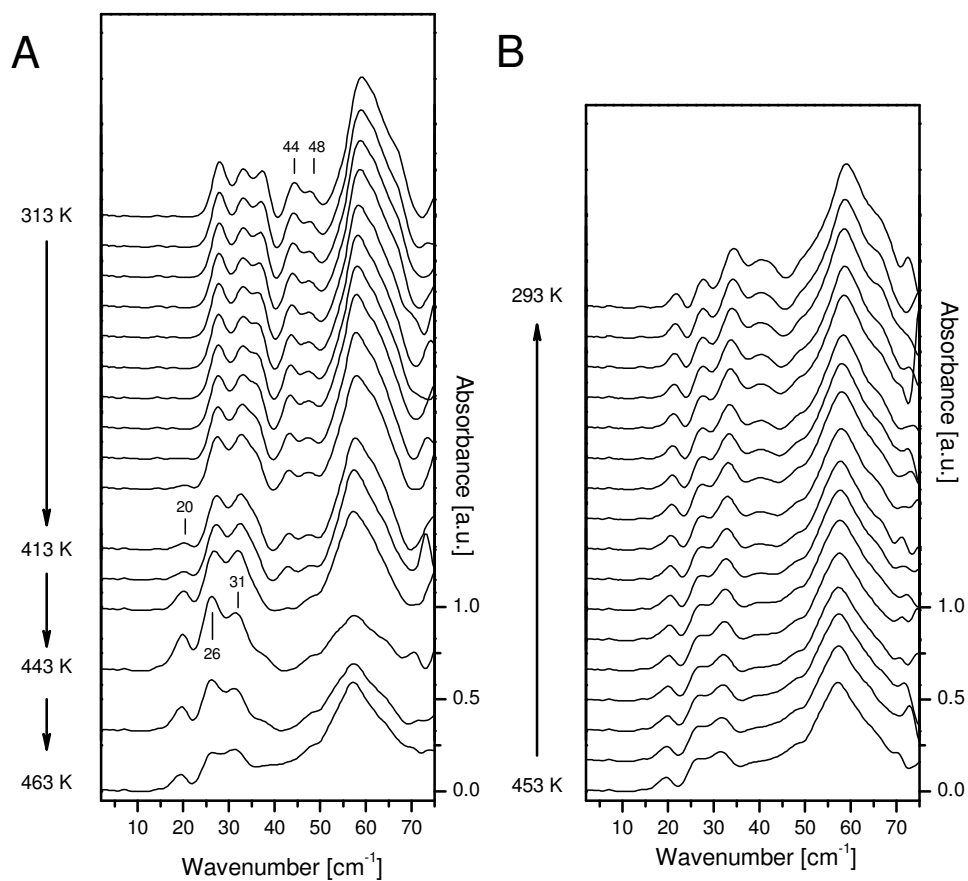 A
44 48
313 K
20
413 K
31
26
443 K
463 K
1.0
0.5
0.0
Absorbance [a.u.]
10 20 30 40 50 60 70
Wavenumber [cm⁻¹]
B
293 K
453 K
1.0
0.5
0.0
Absorbance [a.u.]
10 20 30 40 50 60 70
Wavenumber [cm⁻¹]